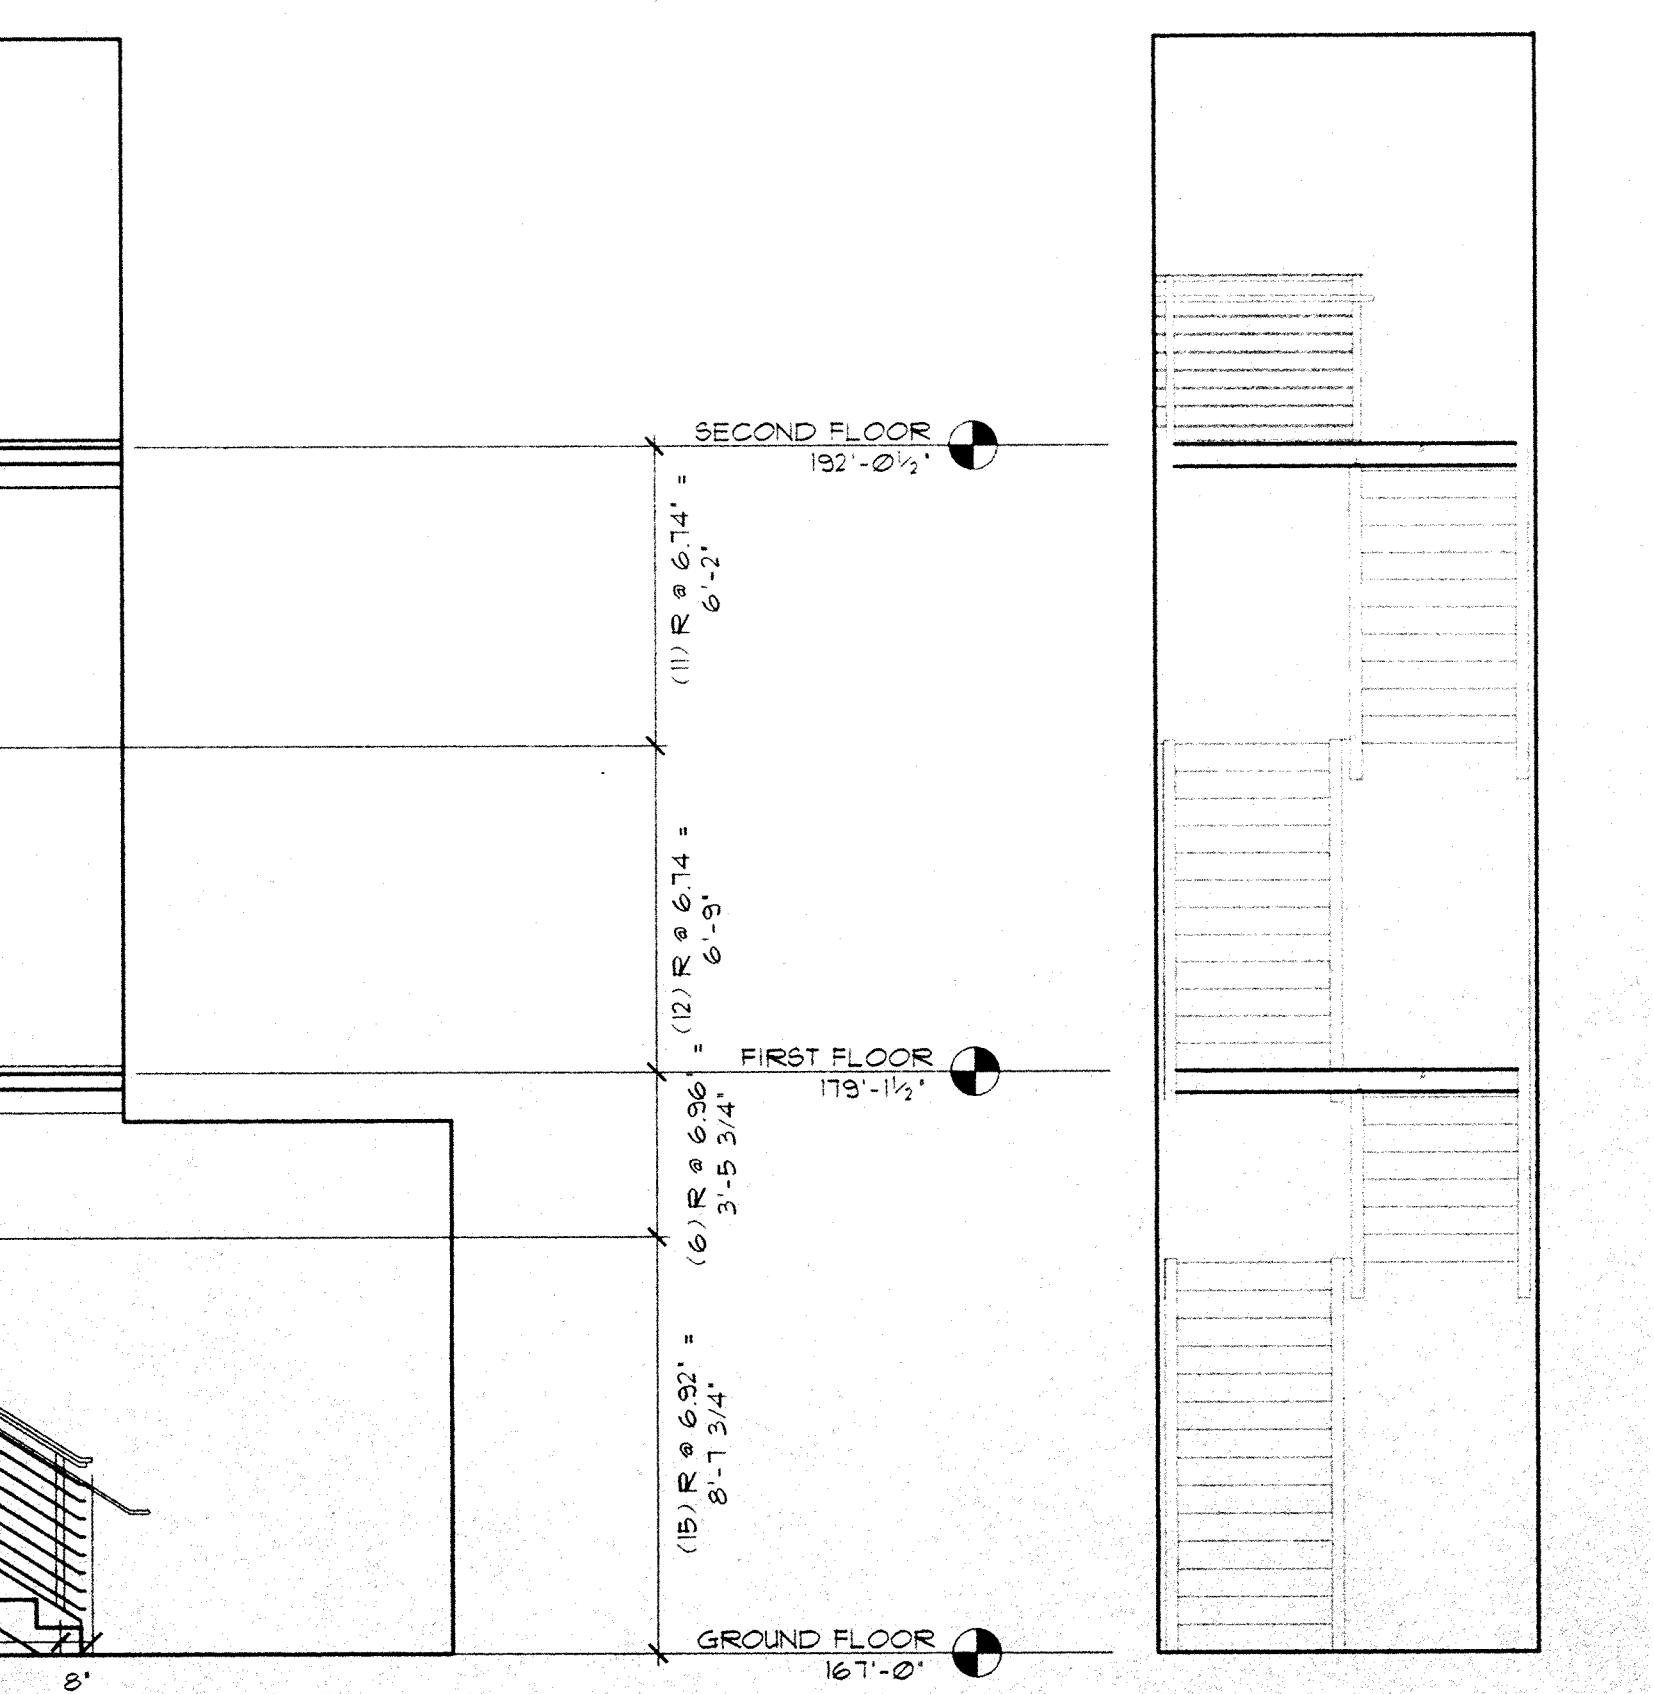 SECOND FLOOR
192'-0½"
(11) R @ 6.74" =
6'-2"
(12) R @ 6.74 =
6'-9"
FIRST FLOOR
179'-1½"
(6) R @ 6.96" =
3'-5 3/4"
(15) R @ 6.92" =
8'-7 3/4"
GROUND FLOOR
167'-0"
8"